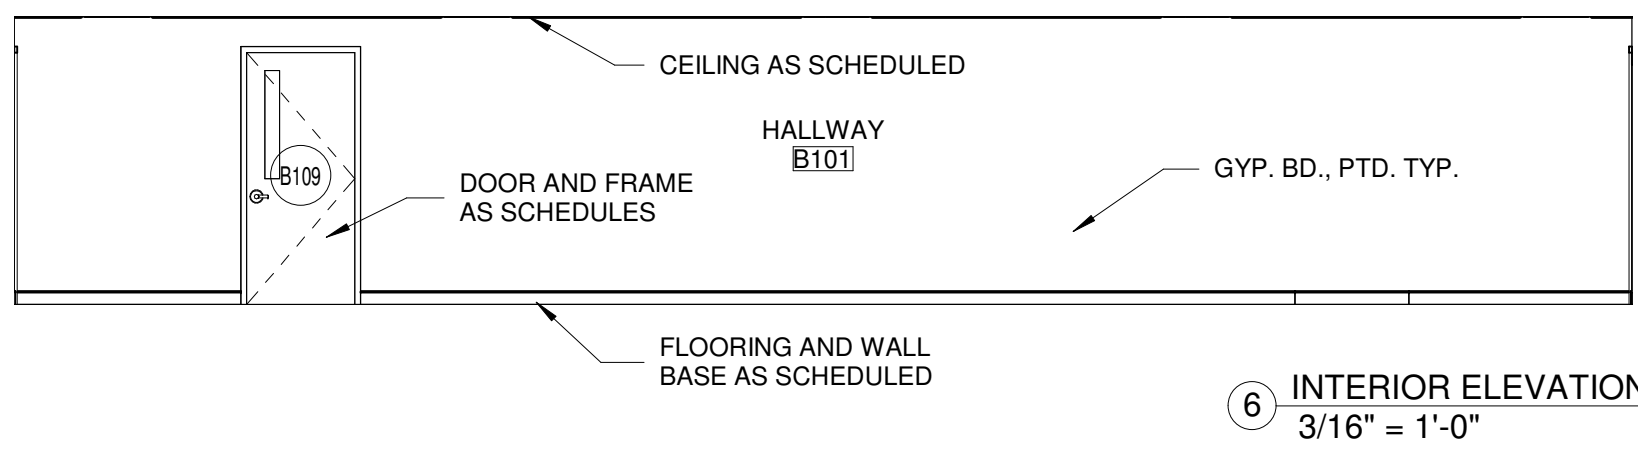 CEILING AS SCHEDULED
HALLWAY
B101
GYP. BD., PTD. TYP.
B109
DOOR AND FRAME
AS SCHEDULES
FLOORING AND WALL
BASE AS SCHEDULED
6 INTERIOR ELEVATION
3/16" = 1'-0"